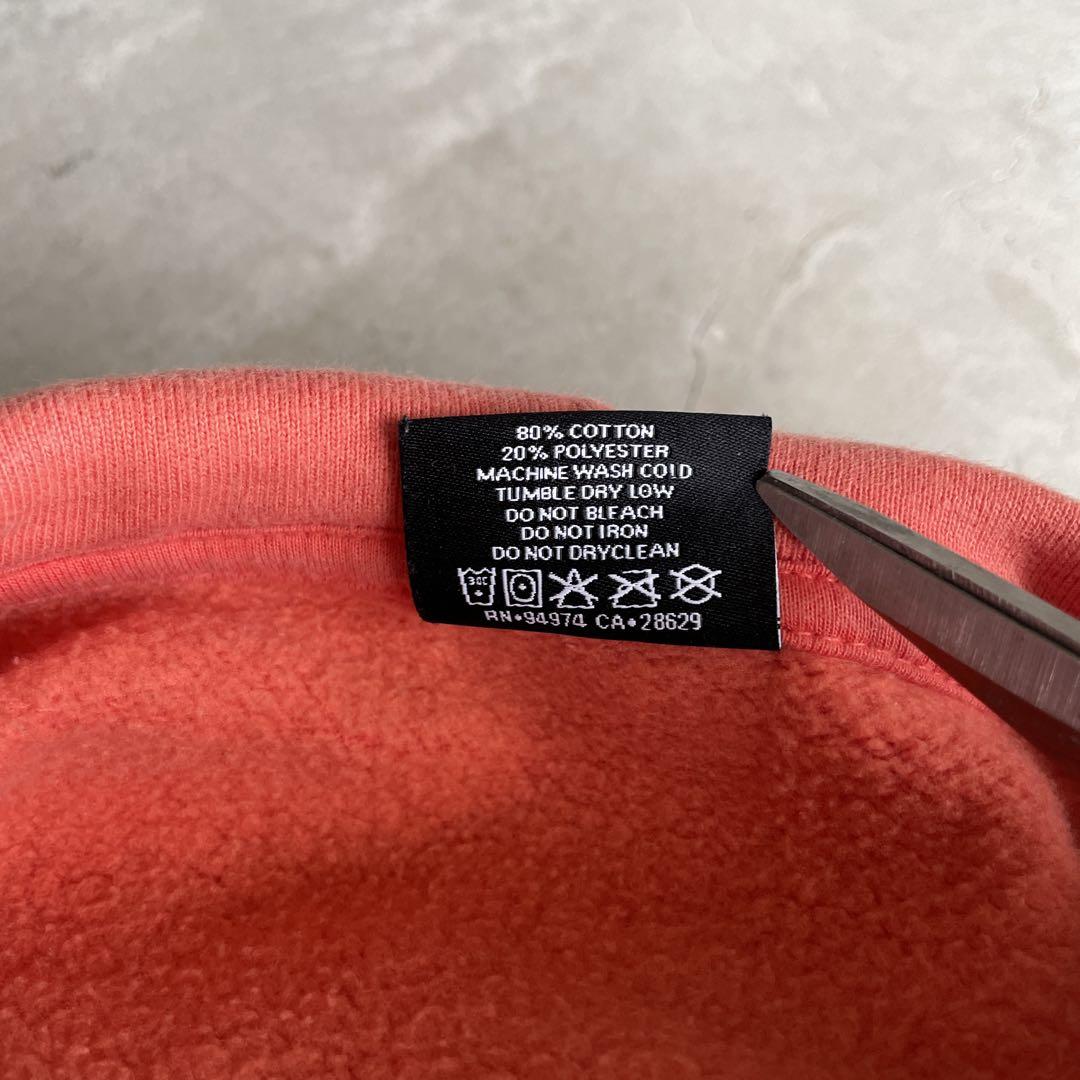 80% COTTON
20% POLYESTER
MACHINE WASH COLD
TUMBLE DRY LOW
DO NOT BLEACH
DO NOT IRON
DO NOT DRYCLEAN
30C
RN•94974 CA•28629